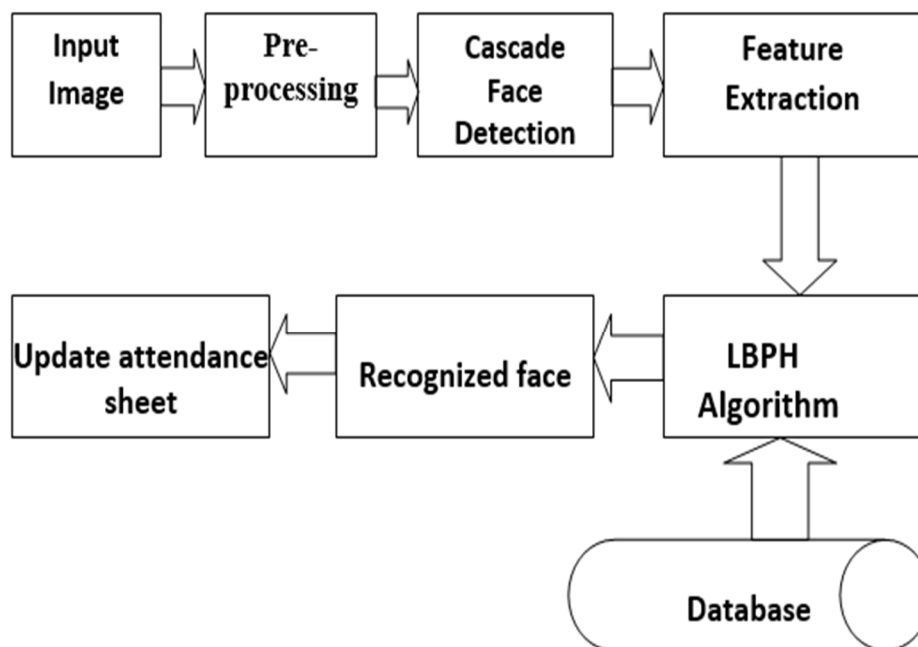 Input
Image
Pre-
processing
Cascade
Face
Detection
Feature
Extraction
Update attendance
sheet
Recognized face
LBPH
Algorithm
Database